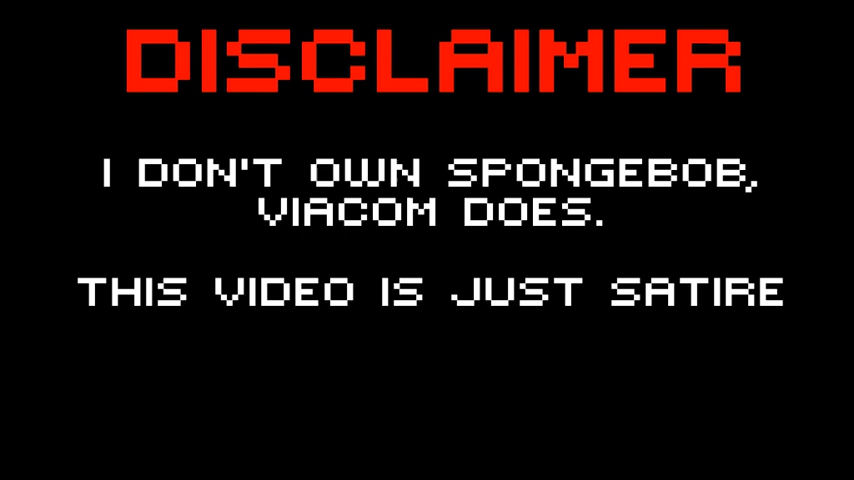 DISCLAIMER
I DON'T OWN SPONGEBOB,
VIACOM DOES.
THIS VIDEO IS JUST SATIRE